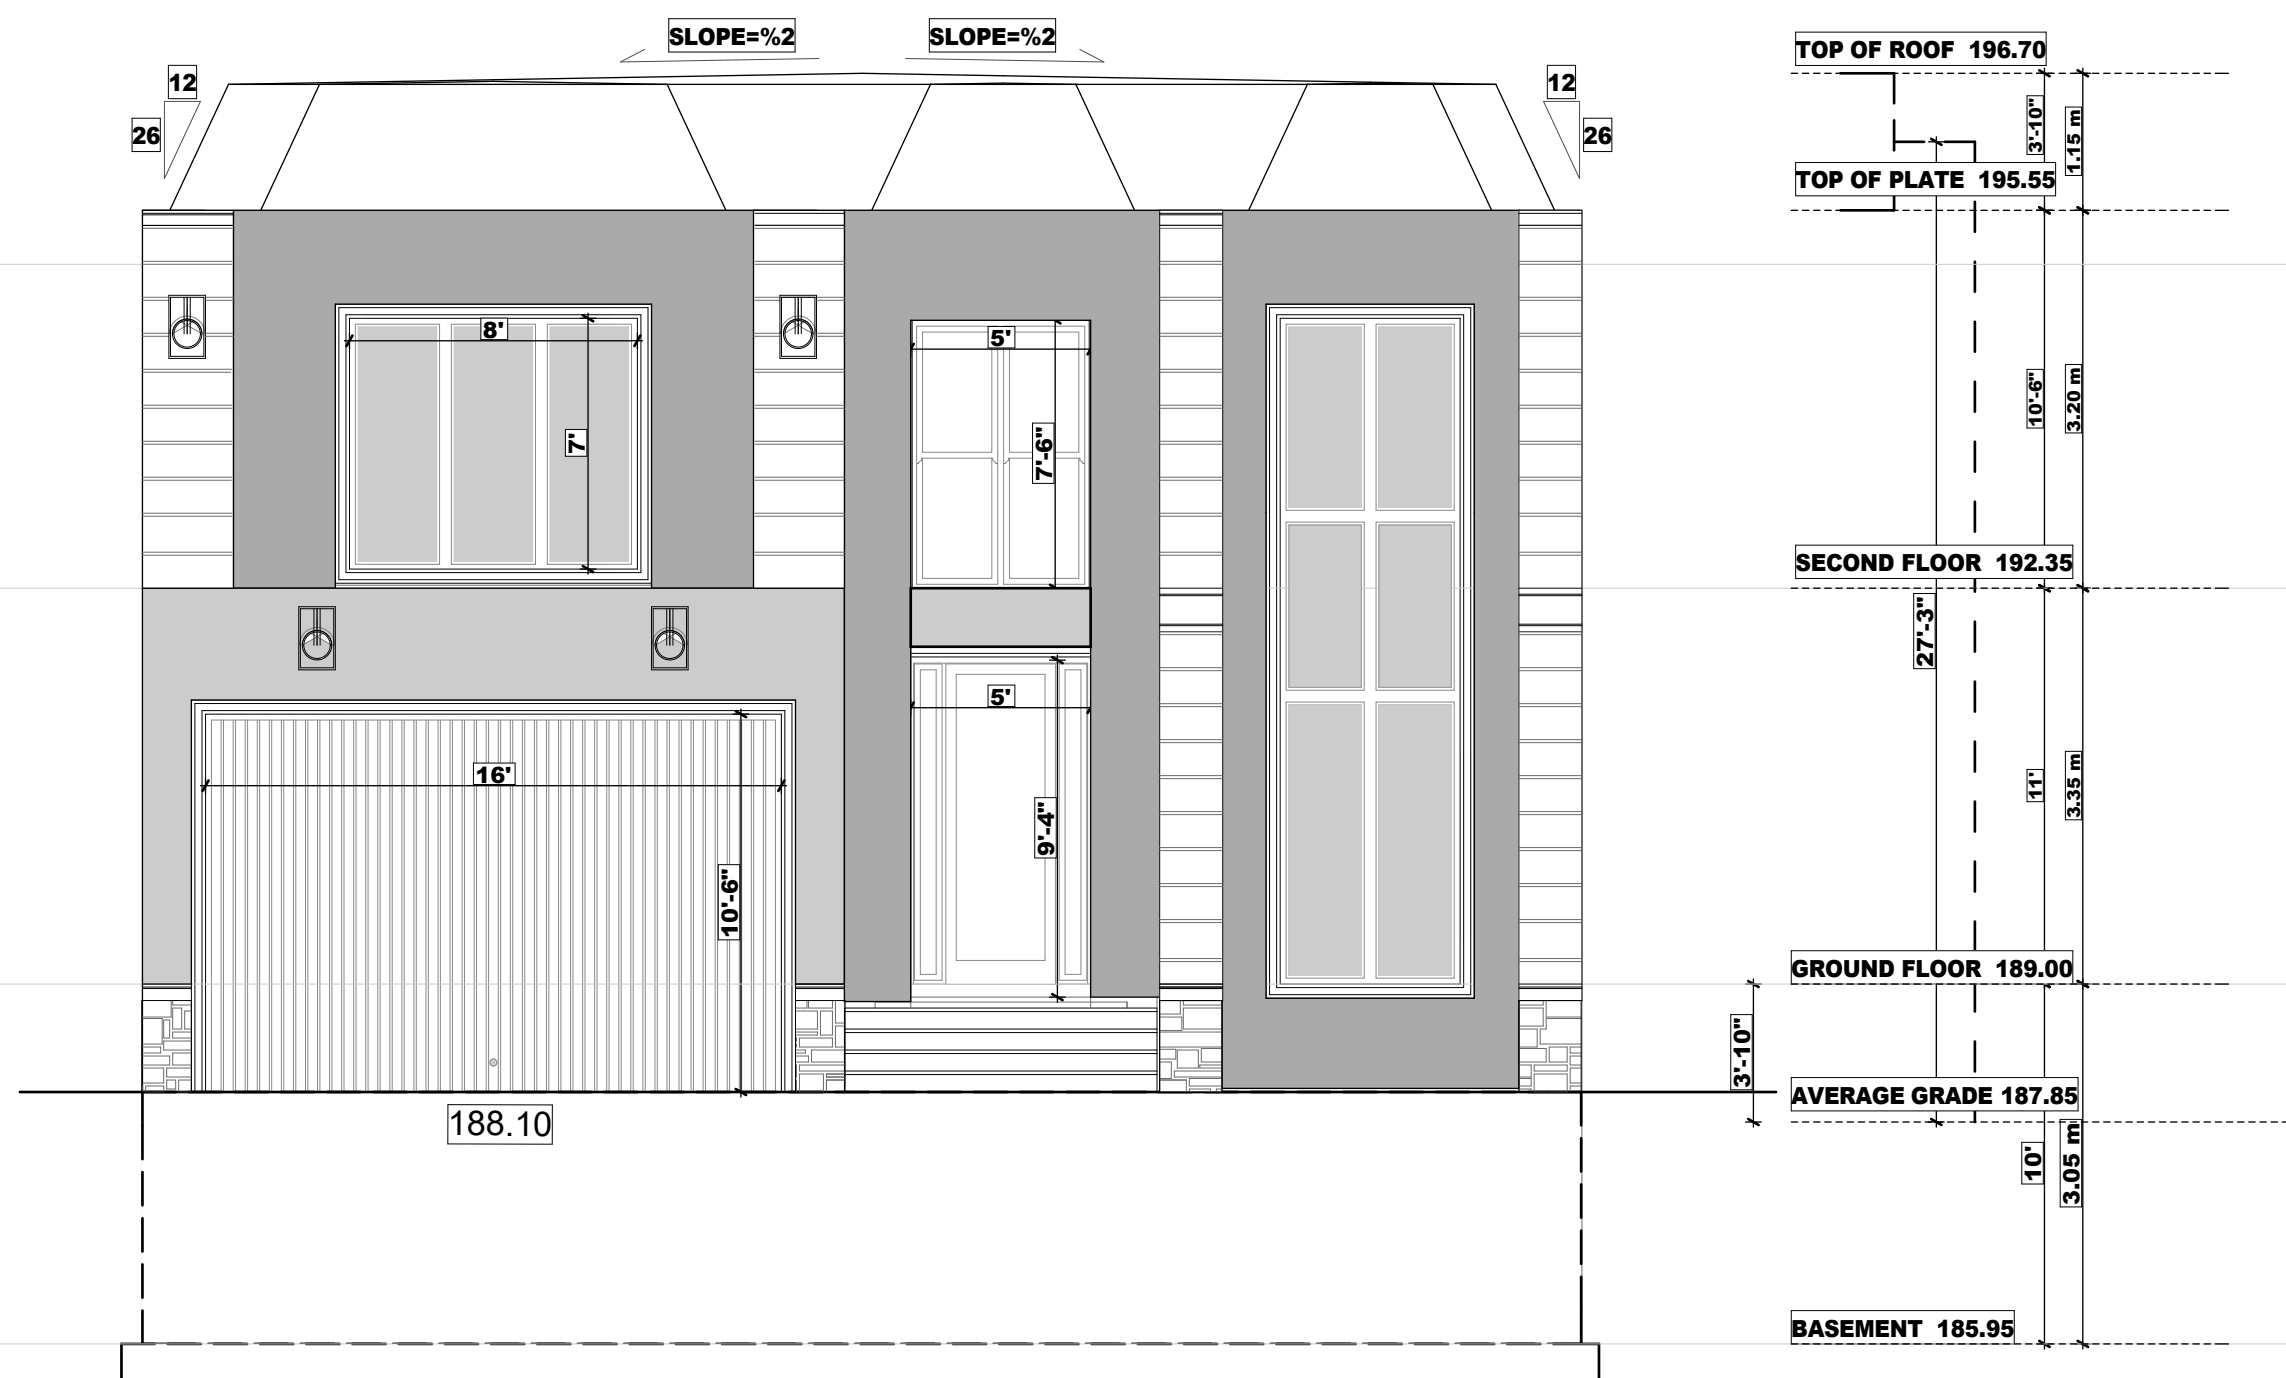 SLOPE=%2
SLOPE=%2
TOP OF ROOF 196.70
12
12
26
26
3'-10"
1.15 m
TOP OF PLATE 195.55
8'
5'
7'
7'-6"
10'-6"
3.20 m
SECOND FLOOR 192.35
27'-3"
5'
16'
9'-4"
10'-6"
11'
3.35 m
GROUND FLOOR 189.00
3'-10"
AVERAGE GRADE 187.85
188.10
10'
3.05 m
BASEMENT 185.95